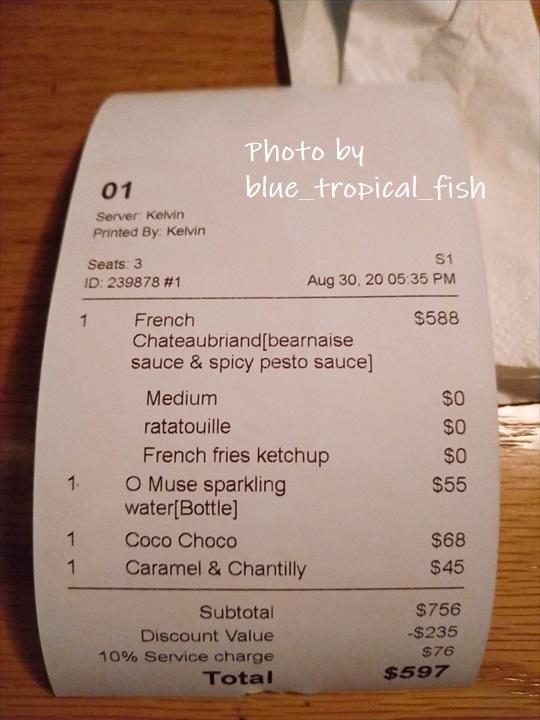 Photo by
blue_tropical_fish
01
Server: Kelvin
Printed By: Kelvin
Seats: 3 S1
ID: 239878 #1 Aug 30, 20 05:35 PM
1 French $588
Chateaubriand[bearnaise
sauce & spicy pesto sauce]
Medium $0
ratatouille $0
French fries ketchup $0
1 O Muse sparkling $55
water[Bottle]
1 Coco Choco $68
1 Caramel & Chantilly $45
Subtotal $756
Discount Value -$235
10% Service charge $76
Total $597